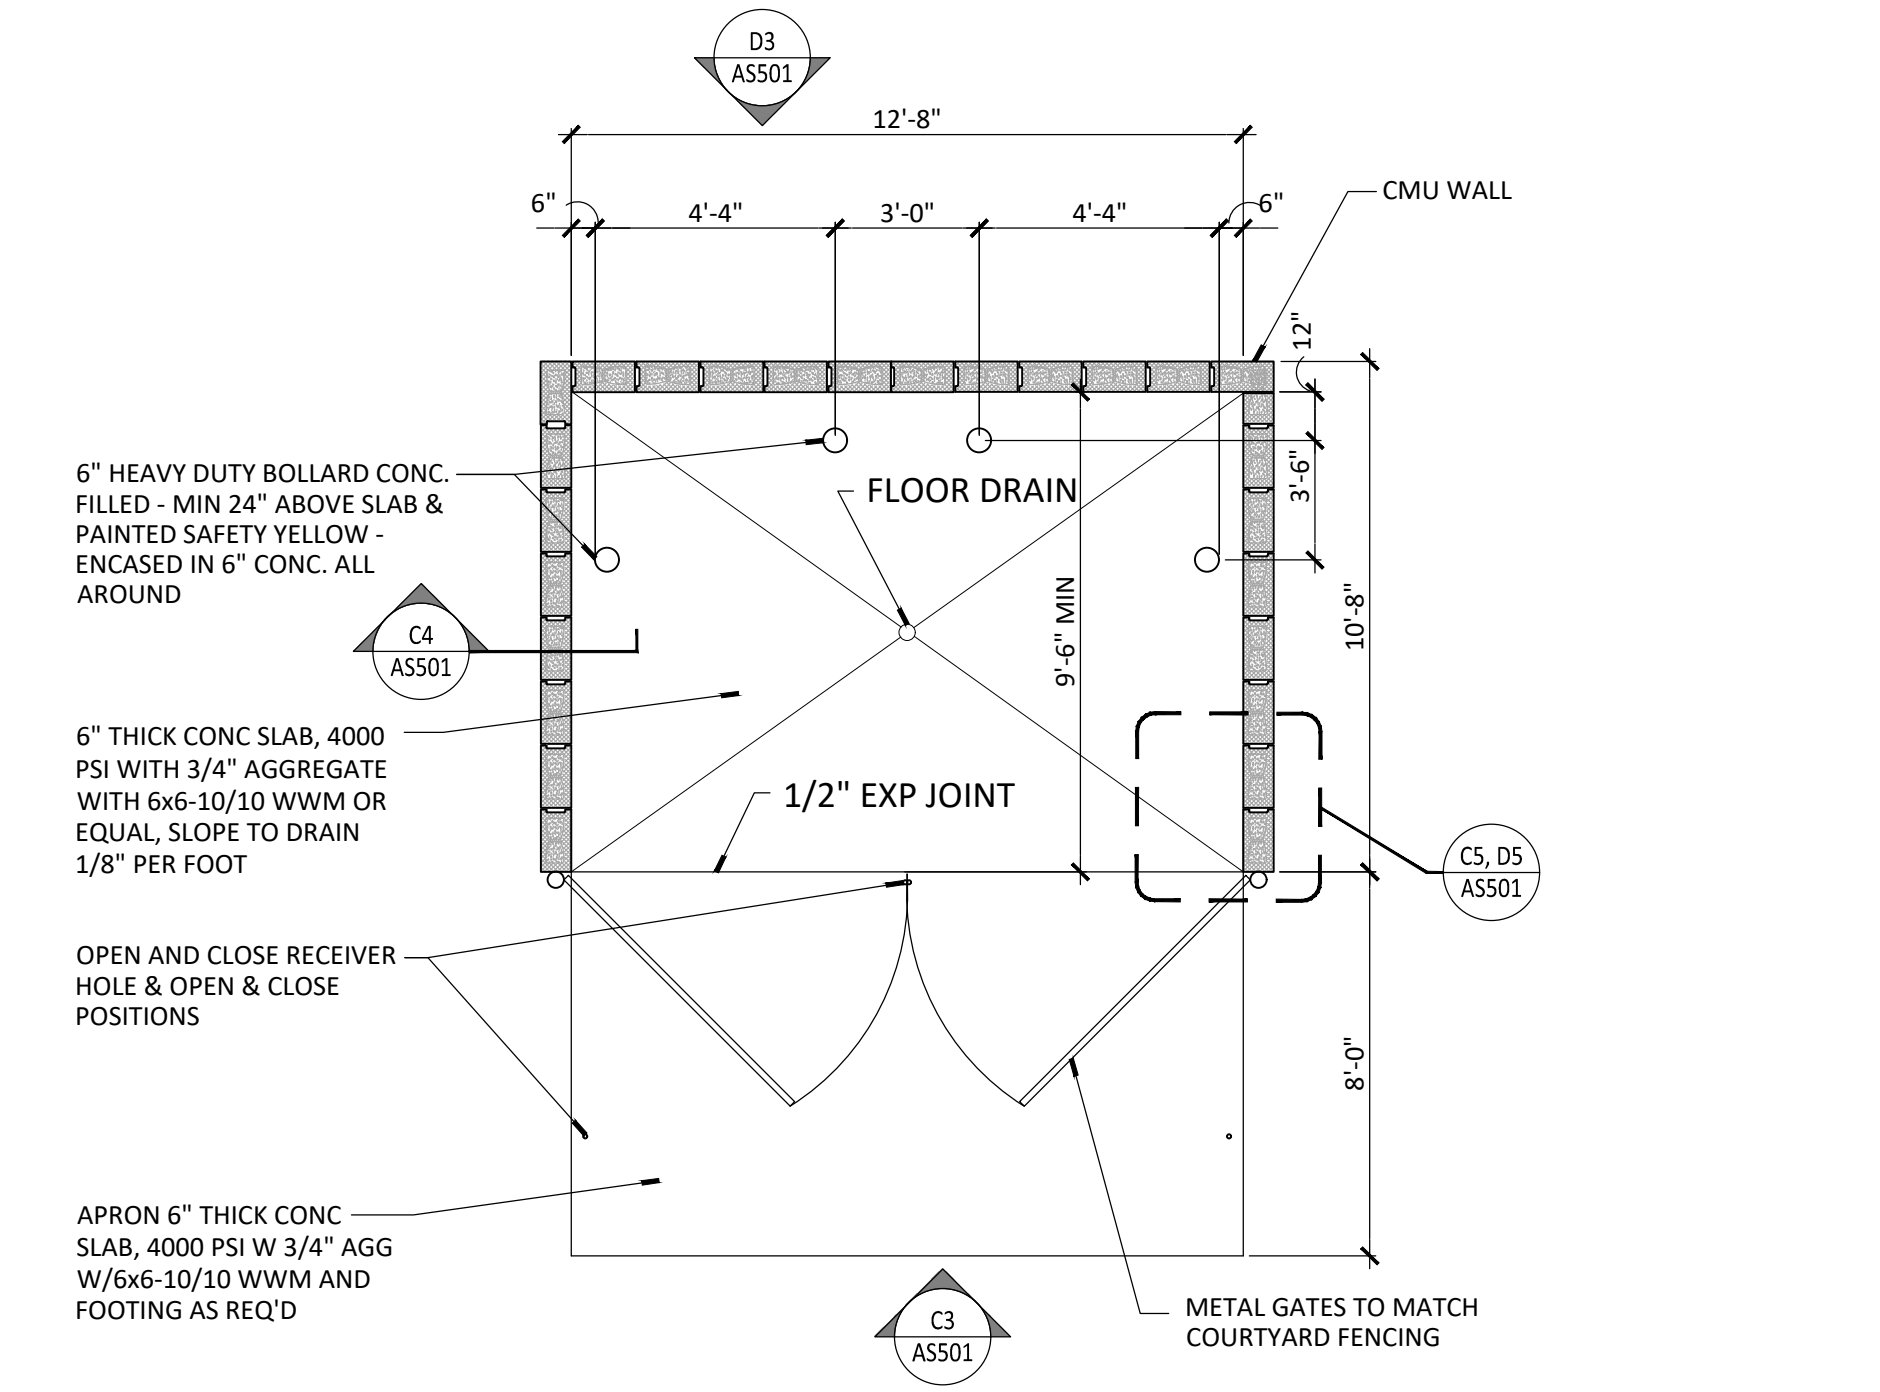 D3
AS501
12'-8"
6"
4'-4"
3'-0"
4'-4"
6"
CMU WALL
12"
3'-6"
10'-8"
6" HEAVY DUTY BOLLARD CONC.
FILLED - MIN 24" ABOVE SLAB &
PAINTED SAFETY YELLOW -
ENCASED IN 6" CONC. ALL
AROUND
FLOOR DRAIN
9'-6" MIN
C4
AS501
6" THICK CONC SLAB, 4000
PSI WITH 3/4" AGGREGATE
WITH 6x6-10/10 WWM OR
EQUAL, SLOPE TO DRAIN
1/8" PER FOOT
1/2" EXP JOINT
C5, D5
AS501
OPEN AND CLOSE RECEIVER
HOLE & OPEN & CLOSE
POSITIONS
8'-0"
APRON 6" THICK CONC
SLAB, 4000 PSI W 3/4" AGG
W/6x6-10/10 WWM AND
FOOTING AS REQ'D
C3
AS501
METAL GATES TO MATCH
COURTYARD FENCING